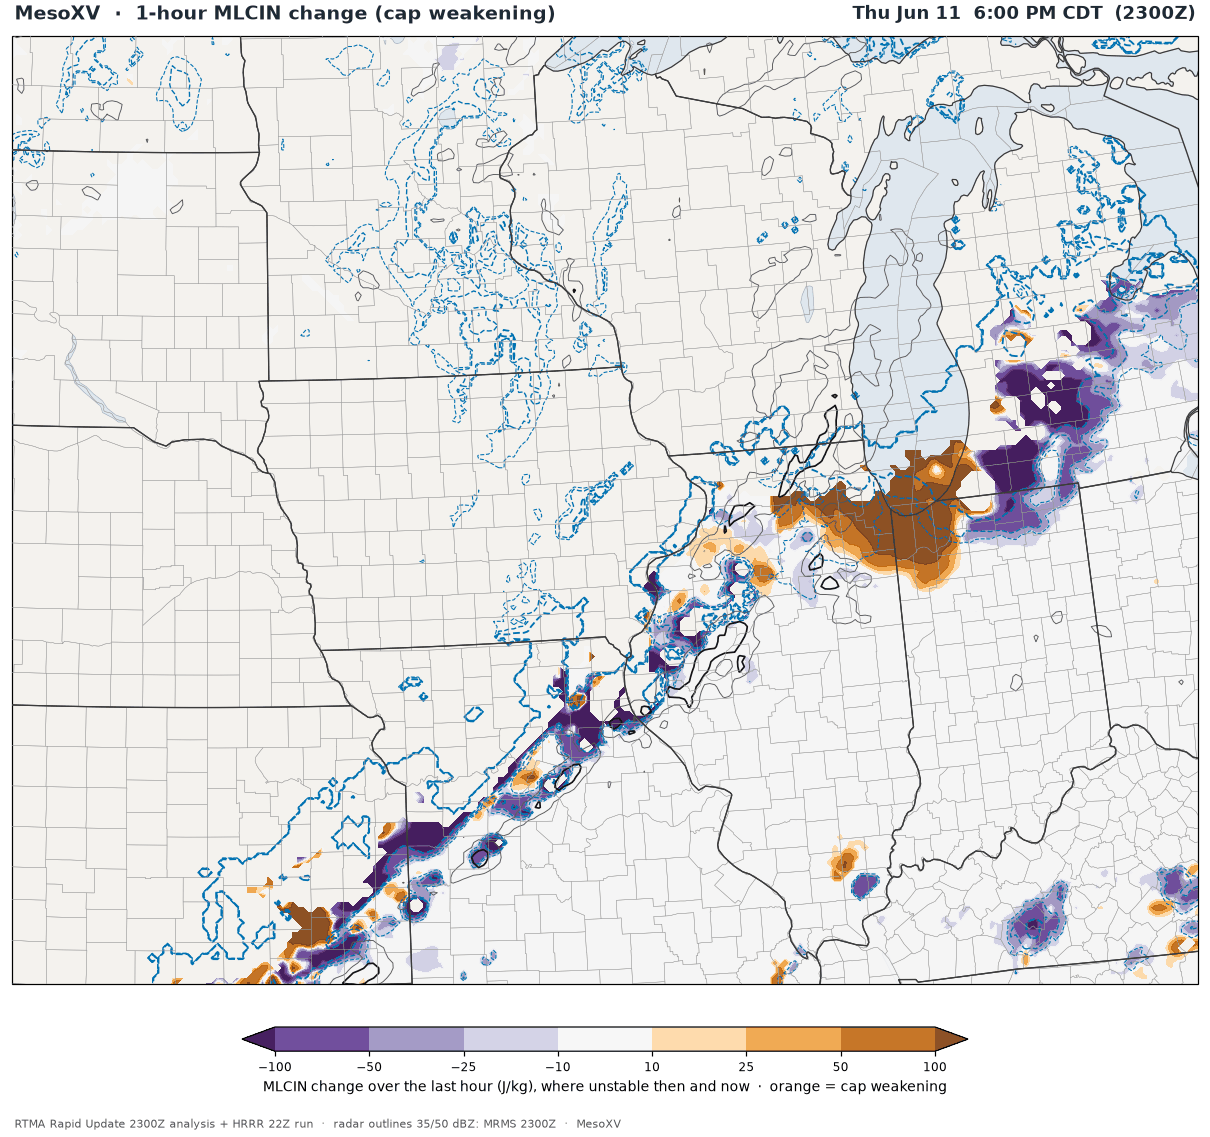 MesoXV · 1-hour MLCIN change (cap weakening)
Thu Jun 11 6:00 PM CDT (2300Z)
−100 −50 −25 −10 10 25 50 100
MLCIN change over the last hour (J/kg), where unstable then and now · orange = cap weakening
RTMA Rapid Update 2300Z analysis + HRRR 22Z run · radar outlines 35/50 dBZ: MRMS 2300Z · MesoXV